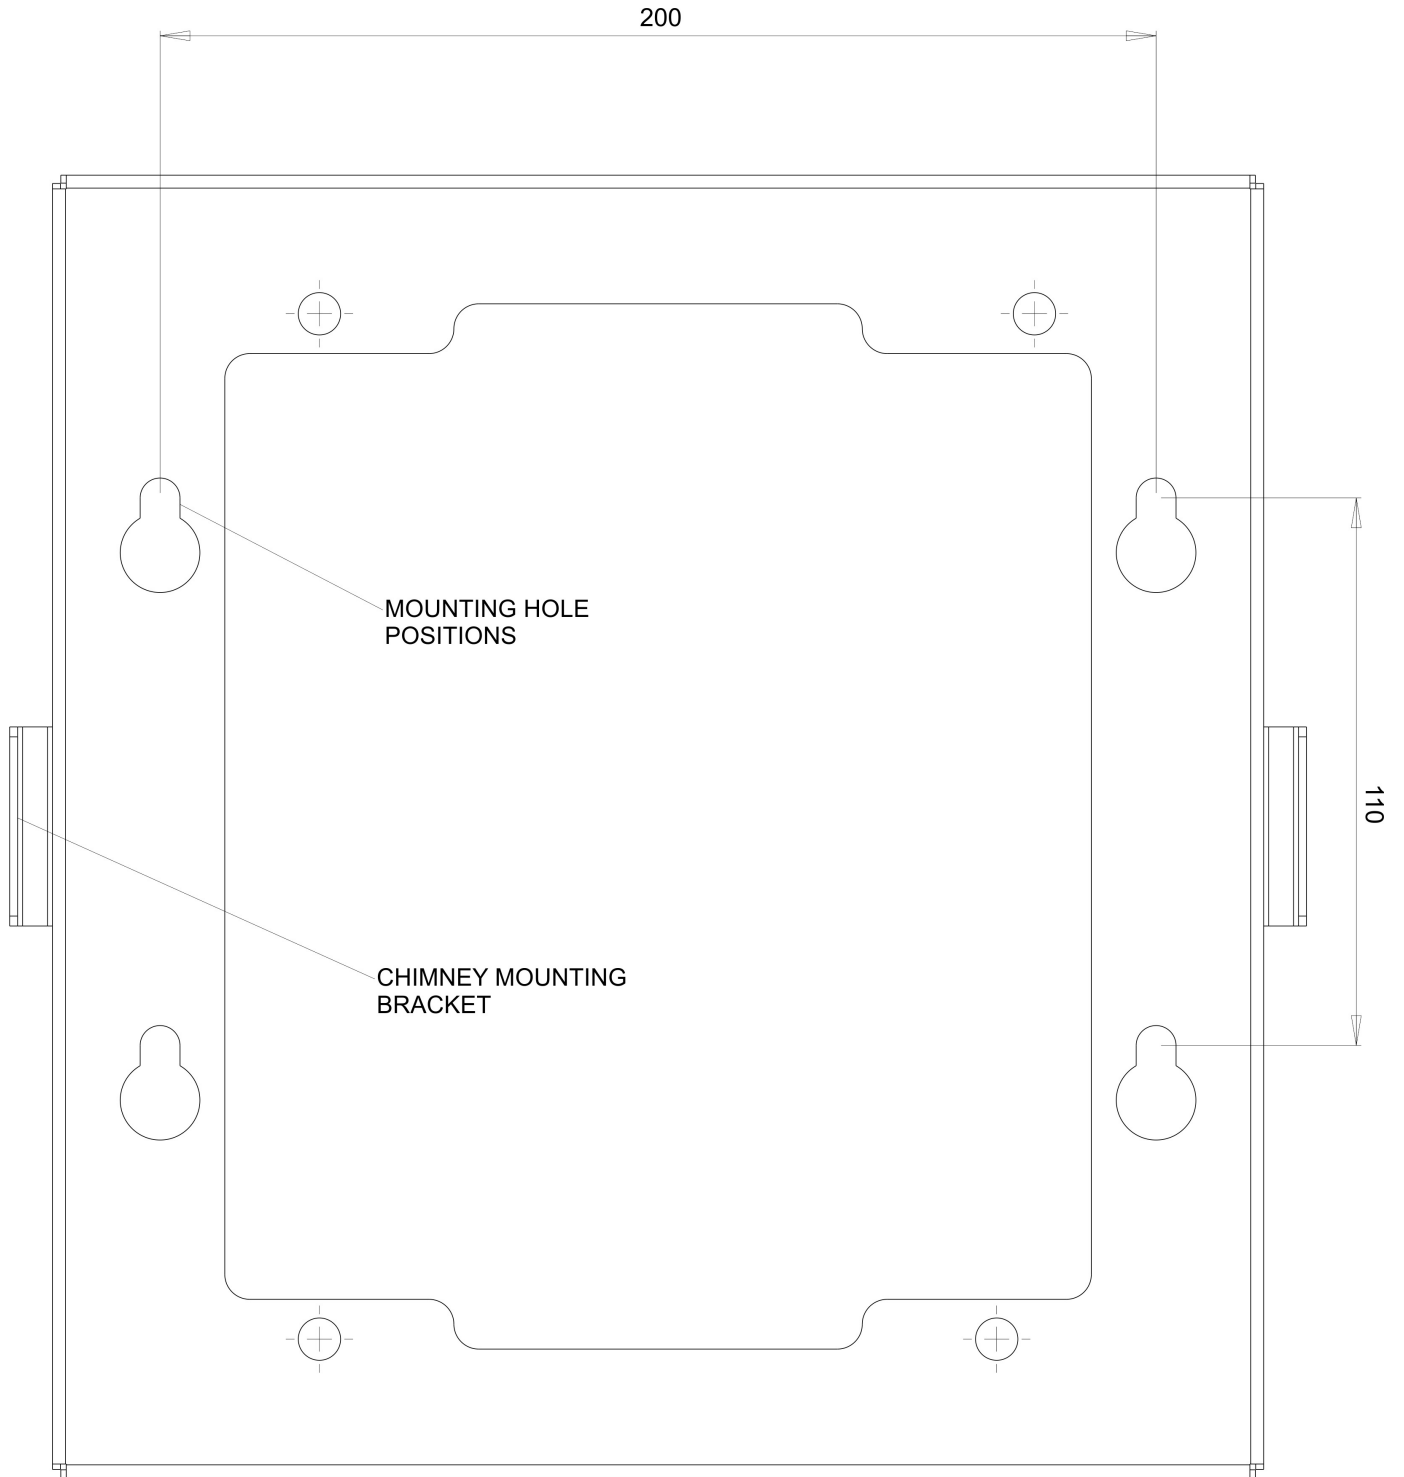 200
MOUNTING HOLE
POSITIONS
110
CHIMNEY MOUNTING
BRACKET